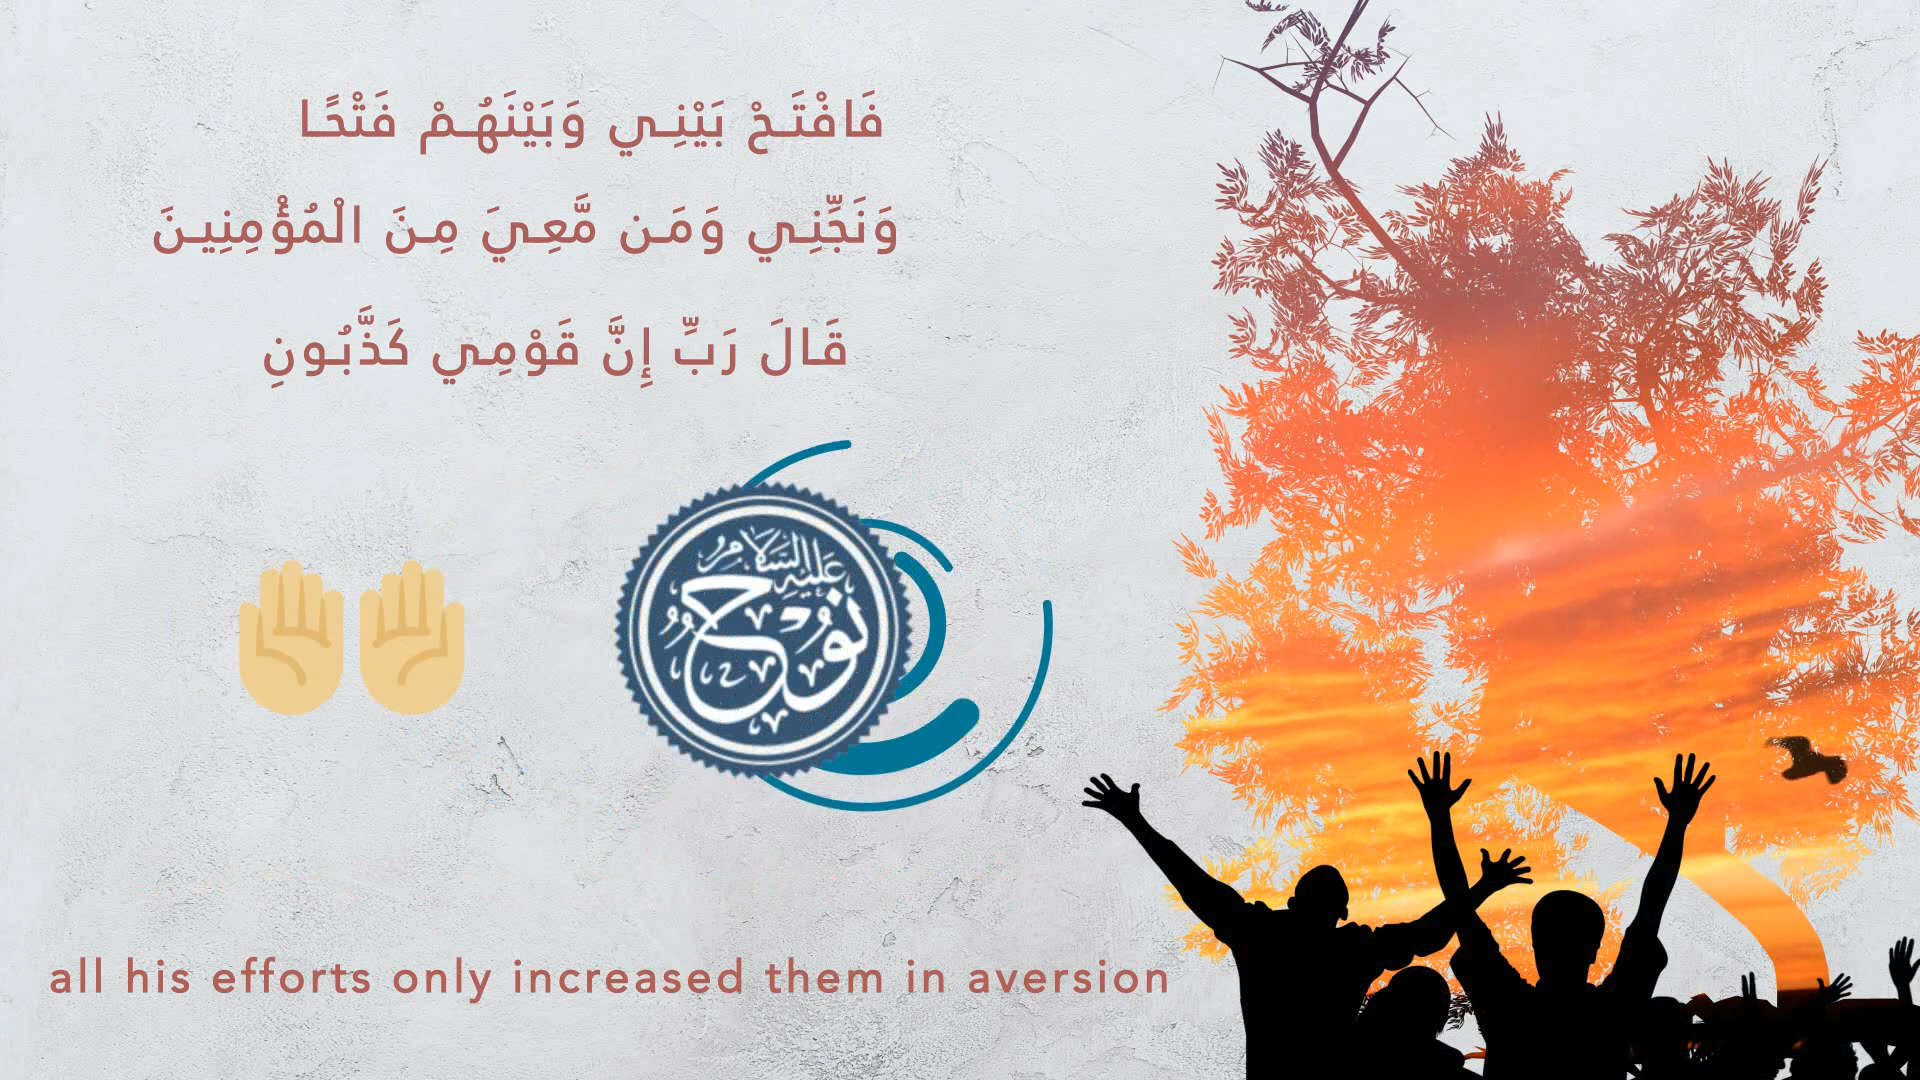 فَافْتَحْ بَيْنِي وَبَيْنَهُمْ فَتْحًا
وَنَجِّنِي وَمَن مَّعِيَ مِنَ الْمُؤْمِنِينَ
قَالَ رَبِّ إِنَّ قَوْمِي كَذَّبُونِ
عليه السلام
نوح
all his efforts only increased them in aversion